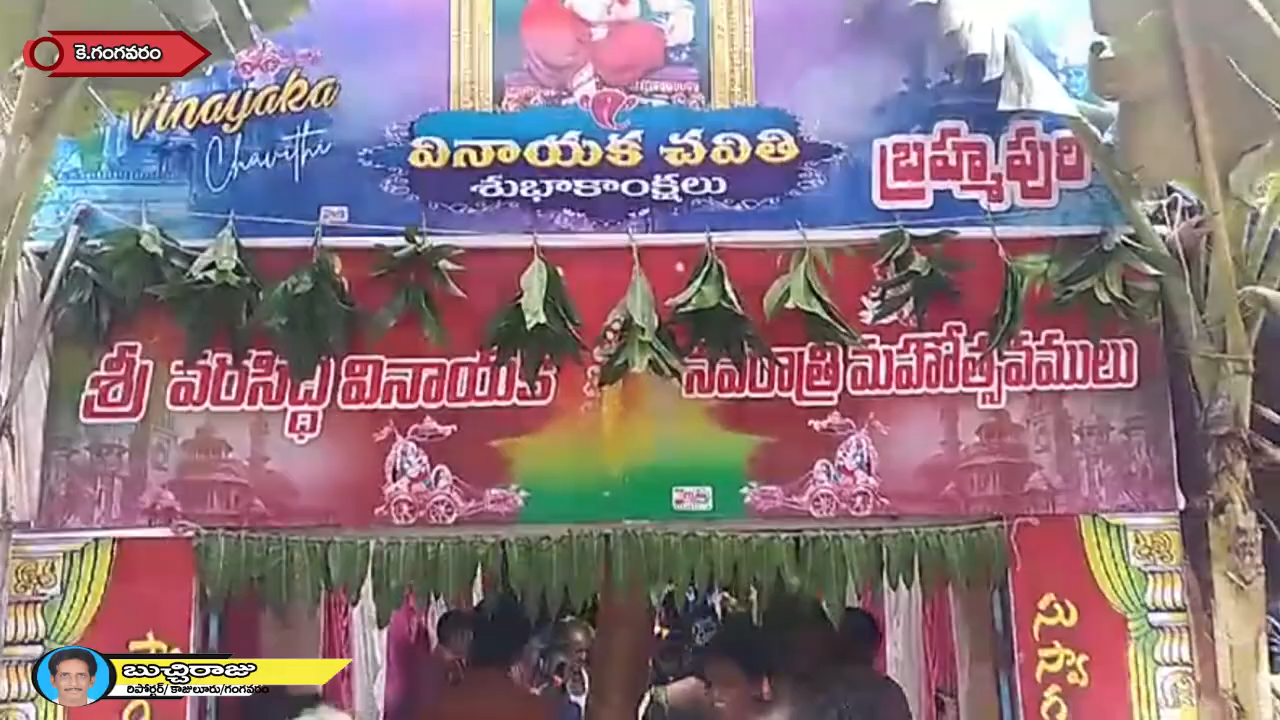 కె.గంగవరం
Vinayaka
Chavithi
వినాయక చవితి
శుభాకాంక్షలు
బ్రహ్మపురి
శ్రీ వరసిద్ధి వినాయక నవరాత్రి మహోత్సవములు
బుచ్చిరాజు
రిపోర్టర్/ కాజులూరు/గంగవరం